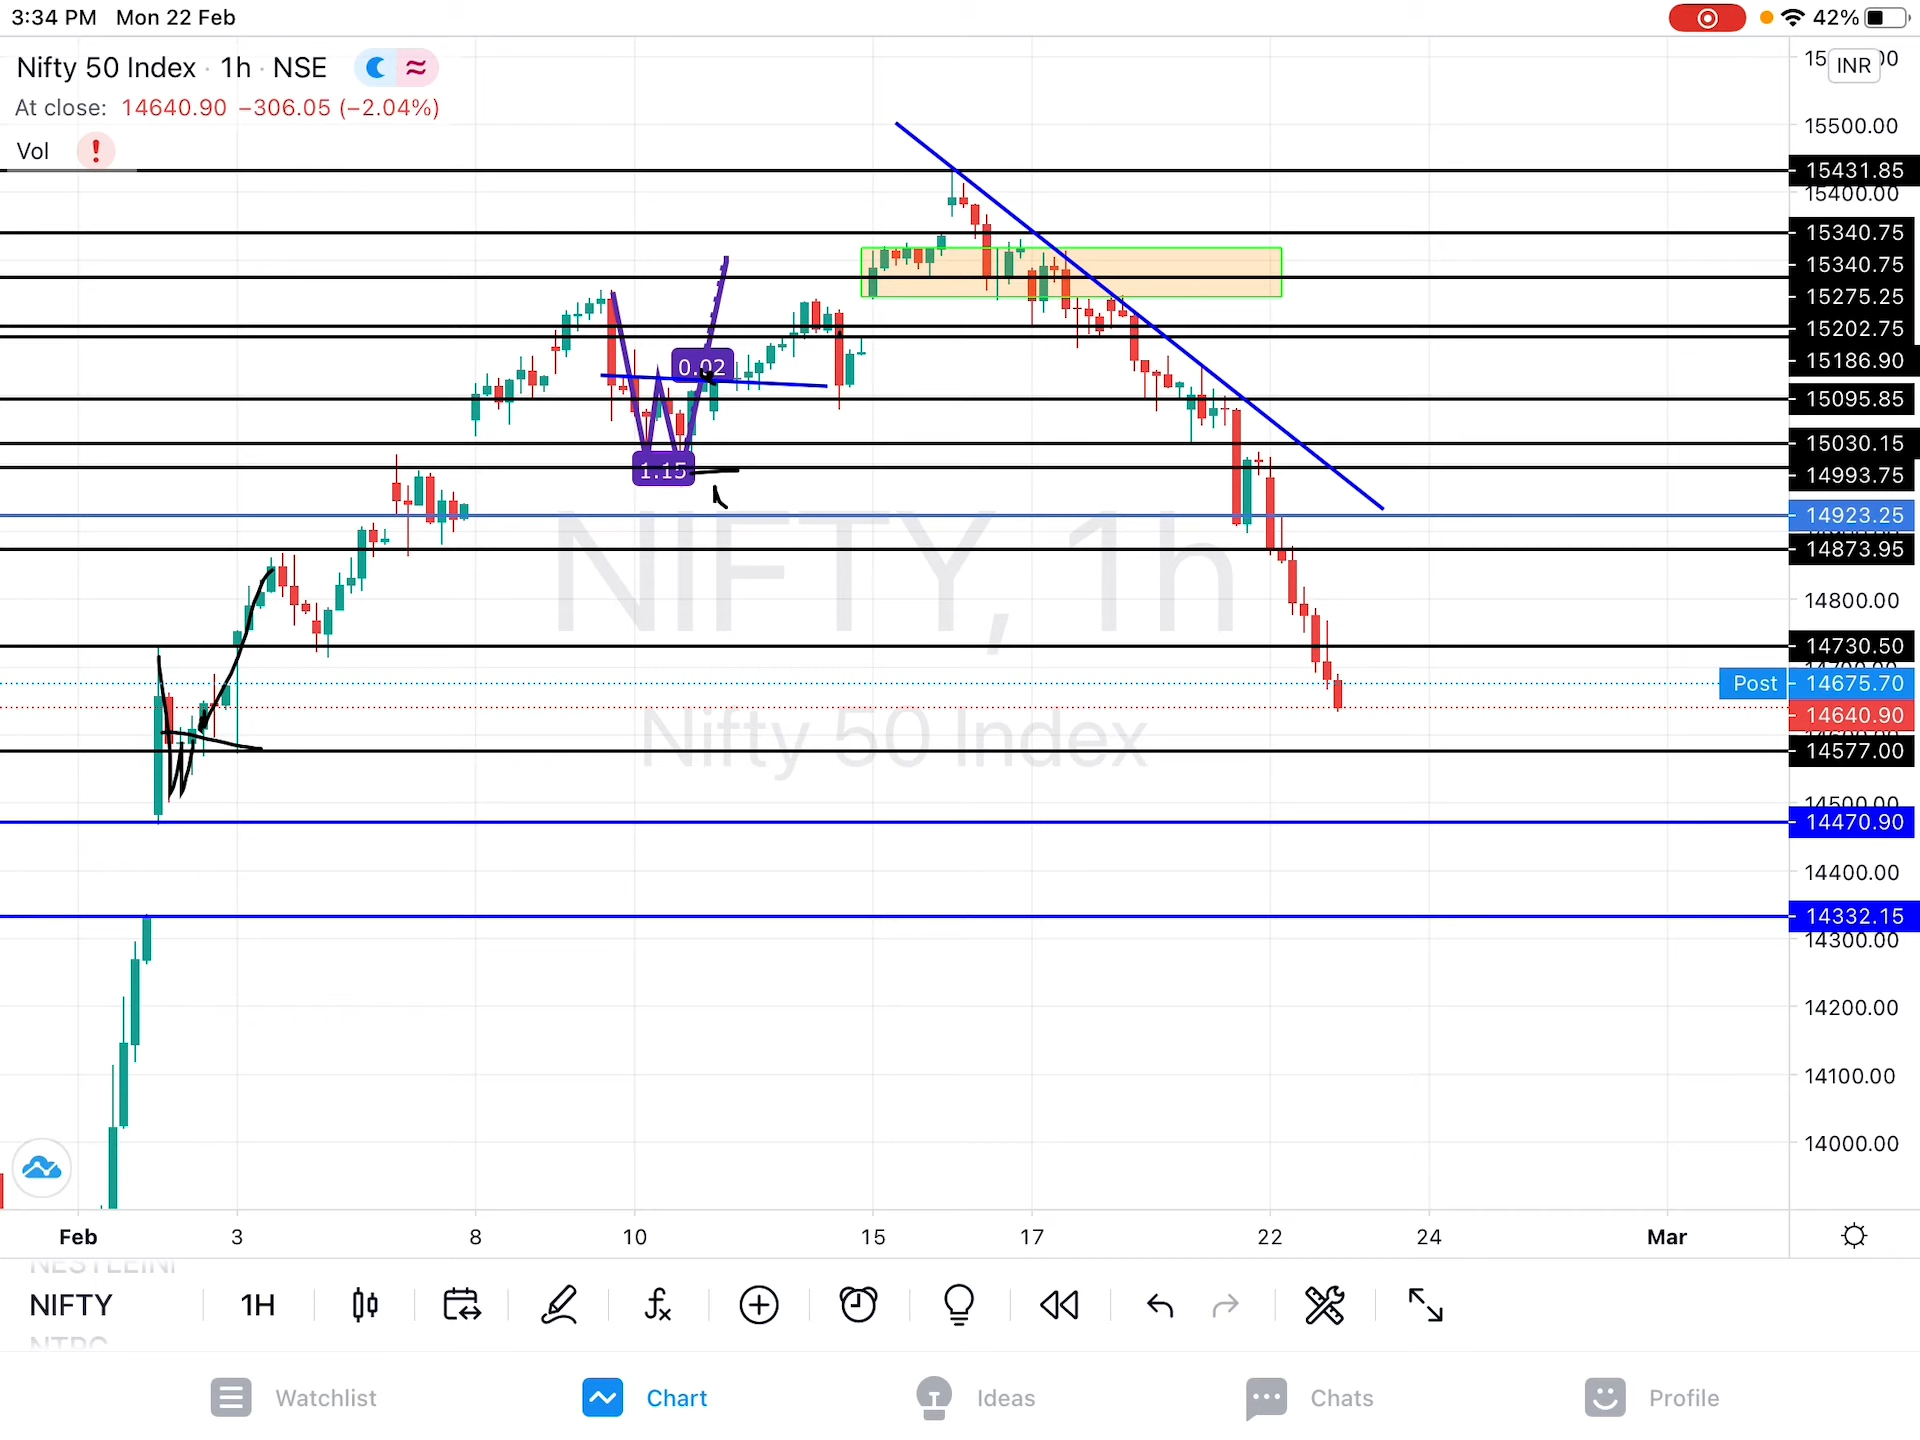 3:34 PM Mon 22 Feb
42%
Nifty 50 Index · 1h · NSE
INR
At close: 14640.90 −306.05 (−2.04%)
Vol
15500.00
15431.85
15400.00
15340.75
15340.75
15275.25
15202.75
15186.90
15095.85
15030.15
14993.75
14923.25
14873.95
14800.00
14730.50
Post 14675.70
14640.90
14577.00
14500.00
14470.90
14400.00
14332.15
14300.00
14200.00
14100.00
14000.00
0.02
1.15
NIFTY, 1h
Nifty 50 Index
Feb 3 8 10 15 17 22 24 Mar
NESTLEIND
NIFTY 1H
NTPC
Watchlist Chart Ideas Chats Profile